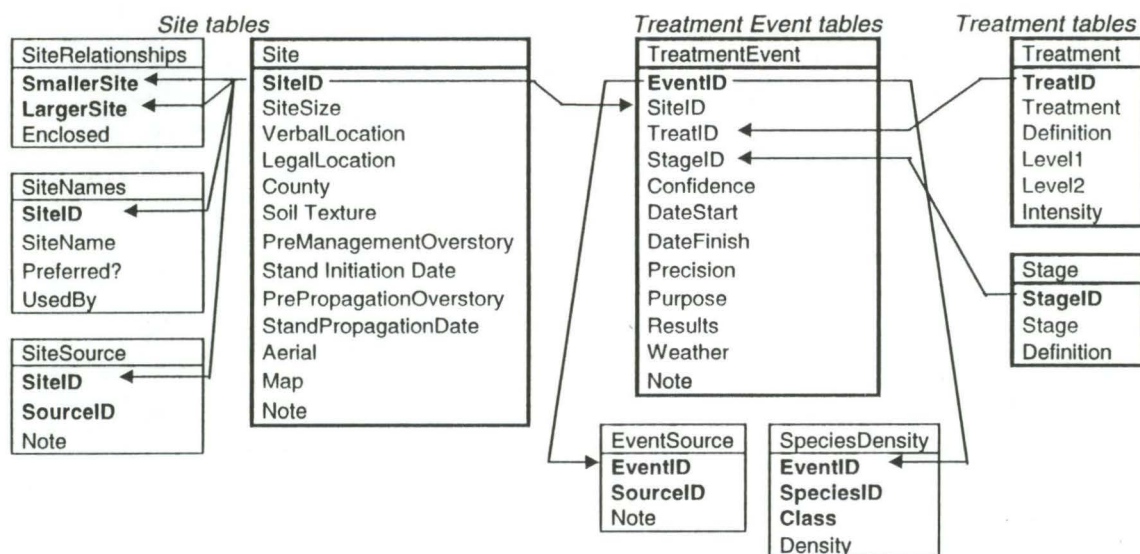 Site tables
SiteRelationships
SmallerSite
LargerSite
Enclosed
SiteNames
SiteID
SiteName
Preferred?
UsedBy
SiteSource
SiteID
SourceID
Note
Site
SiteID
SiteSize
VerbalLocation
LegalLocation
County
Soil Texture
PreManagementOverstory
Stand Initiation Date
PrePropagationOverstory
StandPropagationDate
Aerial
Map
Note
Treatment Event tables
TreatmentEvent
EventID
SiteID
TreatID
StageID
Confidence
DateStart
DateFinish
Precision
Purpose
Results
Weather
Note
EventSource
EventID
SourceID
Note
SpeciesDensity
EventID
SpeciesID
Class
Density
Treatment tables
Treatment
TreatID
Treatment
Definition
Level1
Level2
Intensity
Stage
StageID
Stage
Definition